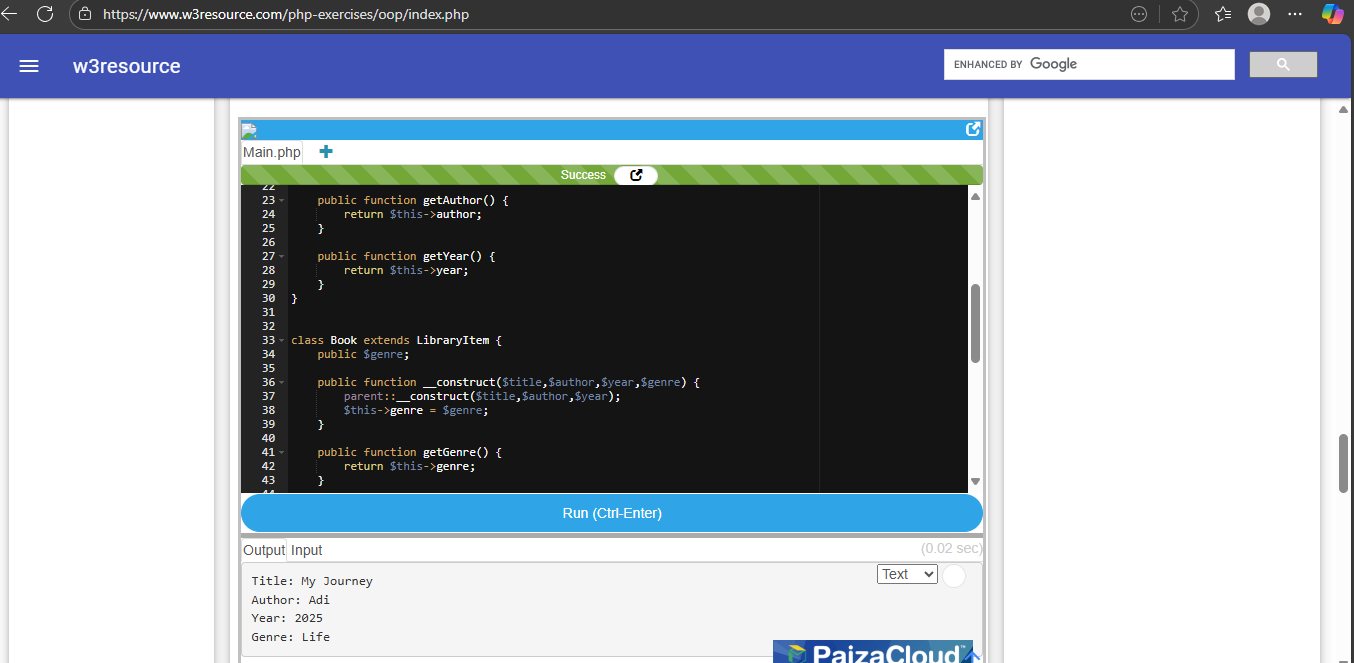 https://www.w3resource.com/php-exercises/oop/index.php
w3resource
ENHANCED BY Google
Main.php
Success
22
23 public function getAuthor() {
24 return $this->author;
25 }
26
27 public function getYear() {
28 return $this->year;
29 }
30 }
31
32
33 class Book extends LibraryItem {
34 public $genre;
35
36 public function __construct($title,$author,$year,$genre) {
37 parent::__construct($title,$author,$year);
38 $this->genre = $genre;
39 }
40
41 public function getGenre() {
42 return $this->genre;
43 }
44
Run (Ctrl-Enter)
Output Input (0.02 sec)
Text
Title: My Journey
Author: Adi
Year: 2025
Genre: Life
PaizaCloud